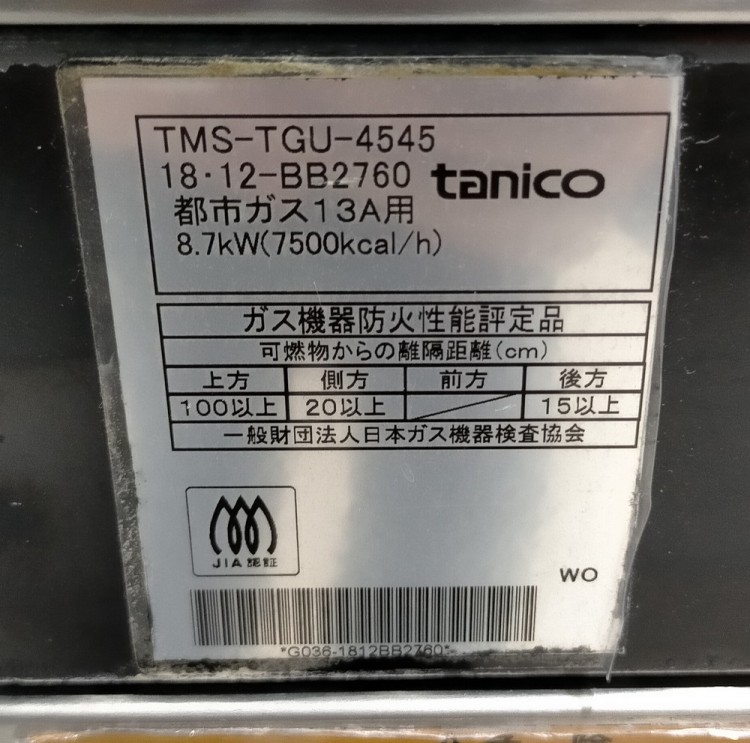 TMS-TGU-4545
18・12-BB2760 tanico
都市ガス13A用
8.7kW(7500kcal/h)
ガス機器防火性能評定品
可燃物からの離隔距離(cm)
上方 側方 前方 後方
100以上 20以上 15以上
一般財団法人日本ガス機器検査協会
JIA認証
WO
*G036-1812BB2760*